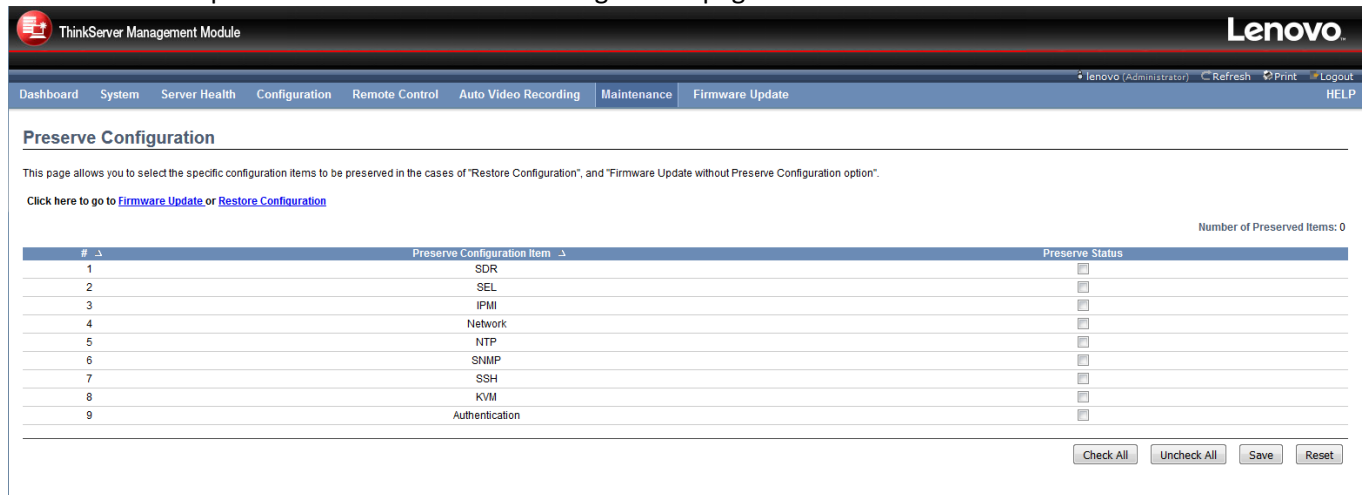 ThinkServer Management Module
Lenovo
lenovo (Administrator) Refresh Print Logout
Dashboard System Server Health Configuration Remote Control Auto Video Recording Maintenance Firmware Update HELP
Preserve Configuration
This page allows you to select the specific configuration items to be preserved in the cases of "Restore Configuration", and "Firmware Update without Preserve Configuration option".
Click here to go to Firmware Update or Restore Configuration
Number of Preserved Items: 0
# Preserve Configuration Item Preserve Status
1 SDR
2 SEL
3 IPMI
4 Network
5 NTP
6 SNMP
7 SSH
8 KVM
9 Authentication
Check All Uncheck All Save Reset